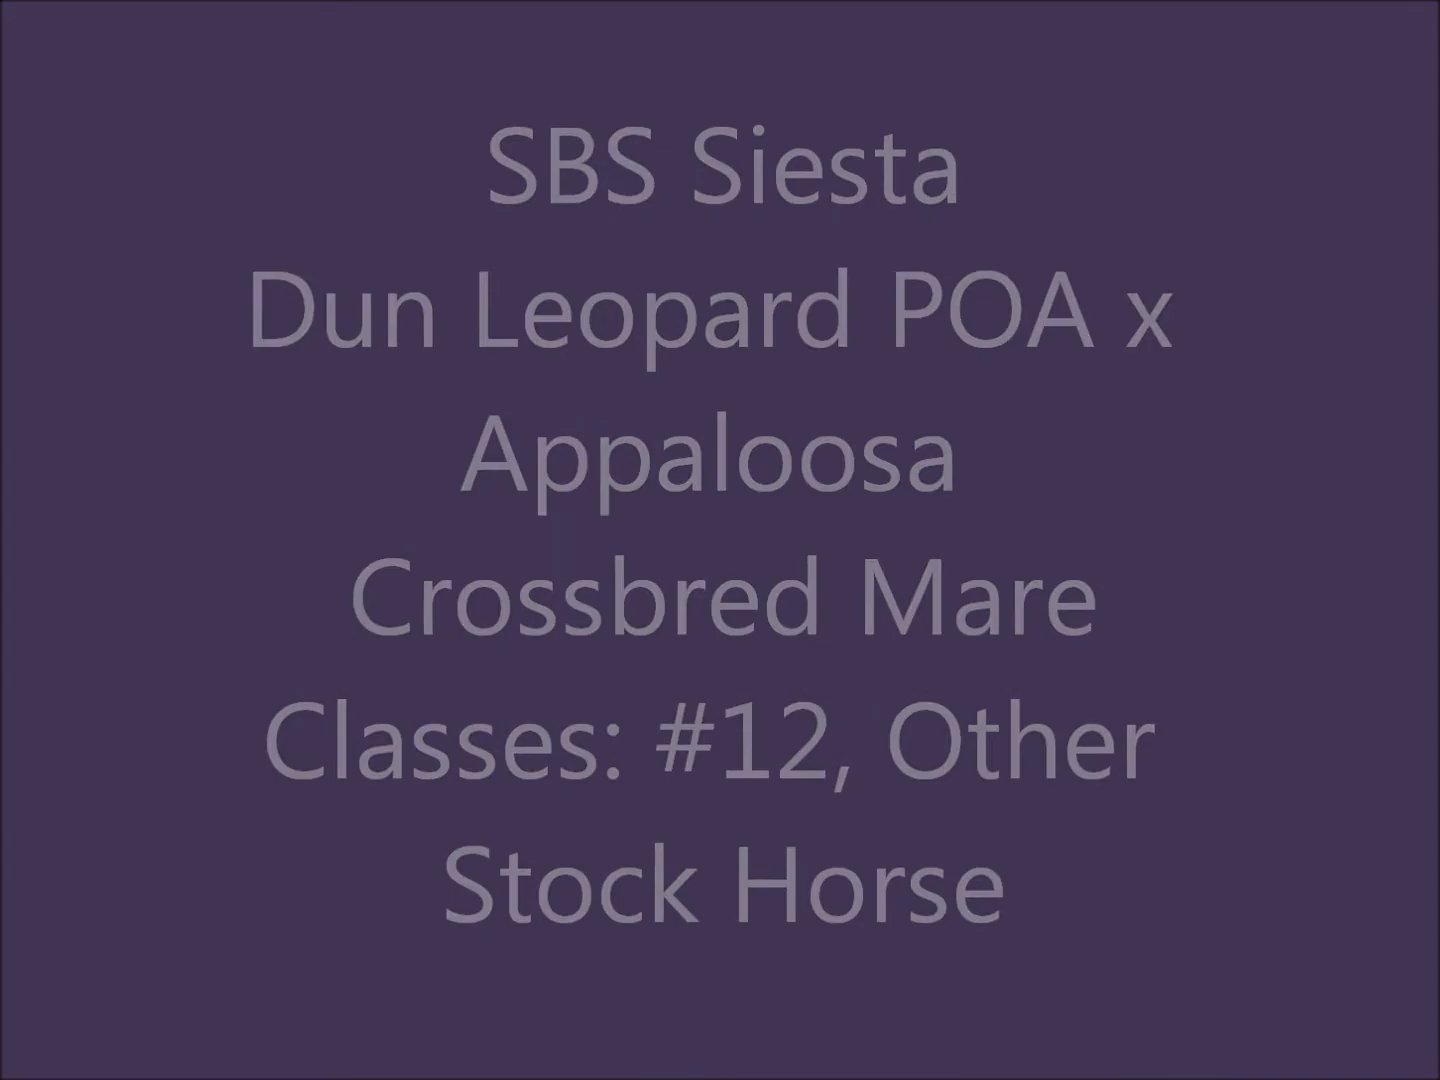 SBS Siesta
Dun Leopard POA x
Appaloosa
Crossbred Mare
Classes: #12, Other
Stock Horse